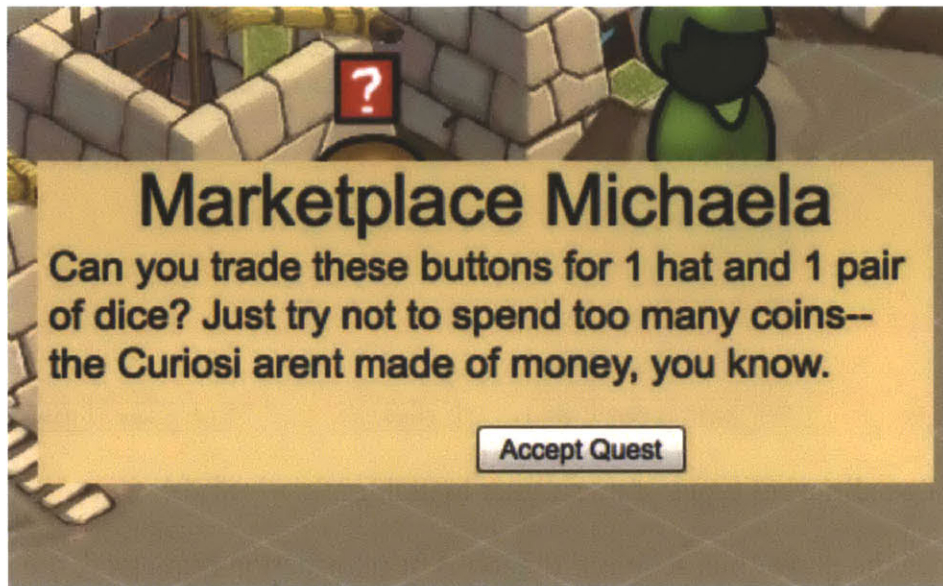 ?
Marketplace Michaela
Can you trade these buttons for 1 hat and 1 pair
of dice? Just try not to spend too many coins--
the Curiosi arent made of money, you know.
Accept Quest